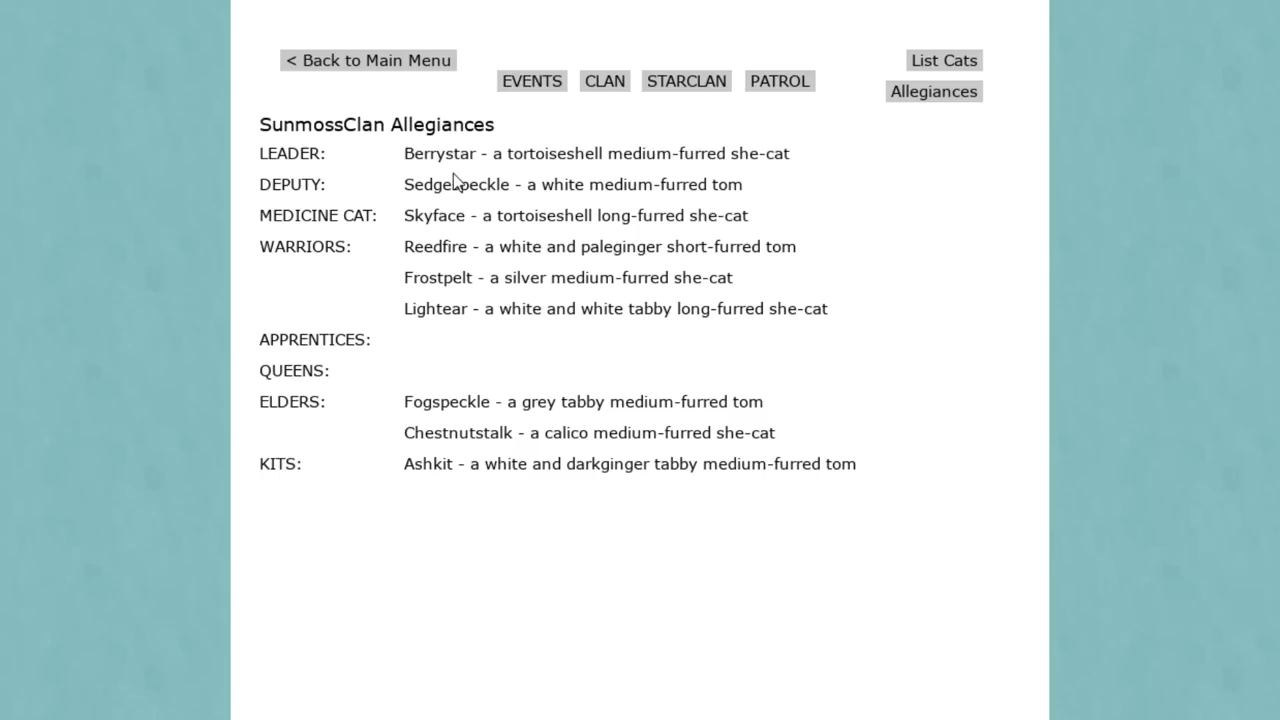 < Back to Main Menu
List Cats
EVENTS CLAN STARCLAN PATROL
Allegiances
SunmossClan Allegiances
LEADER: Berrystar - a tortoiseshell medium-furred she-cat
DEPUTY: Sedgespeckle - a white medium-furred tom
MEDICINE CAT: Skyface - a tortoiseshell long-furred she-cat
WARRIORS: Reedfire - a white and paleginger short-furred tom
Frostpelt - a silver medium-furred she-cat
Lightear - a white and white tabby long-furred she-cat
APPRENTICES:
QUEENS:
ELDERS: Fogspeckle - a grey tabby medium-furred tom
Chestnutstalk - a calico medium-furred she-cat
KITS: Ashkit - a white and darkginger tabby medium-furred tom